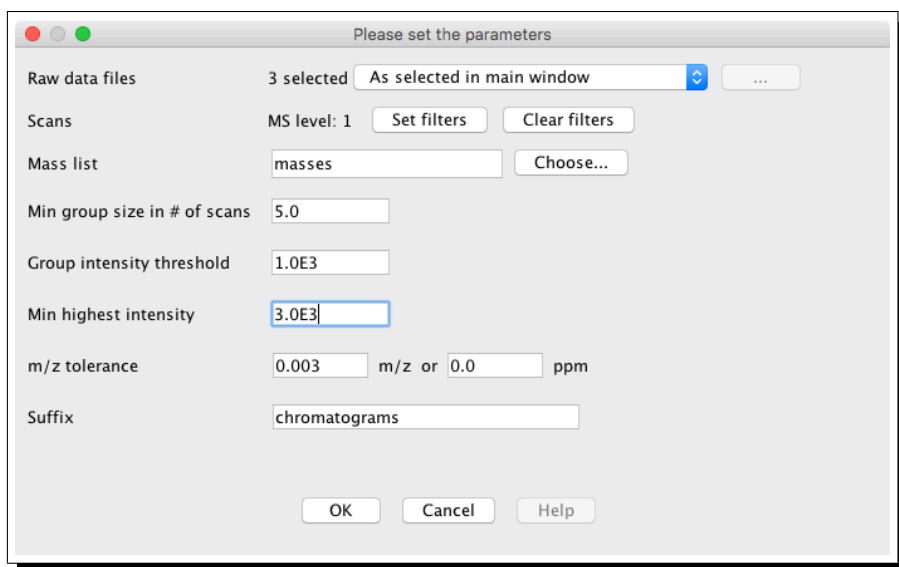 Please set the parameters
Raw data files 3 selected As selected in main window ...
Scans MS level: 1 Set filters Clear filters
Mass list masses Choose...
Min group size in # of scans 5.0
Group intensity threshold 1.0E3
Min highest intensity 3.0E3
m/z tolerance 0.003 m/z or 0.0 ppm
Suffix chromatograms
OK Cancel Help